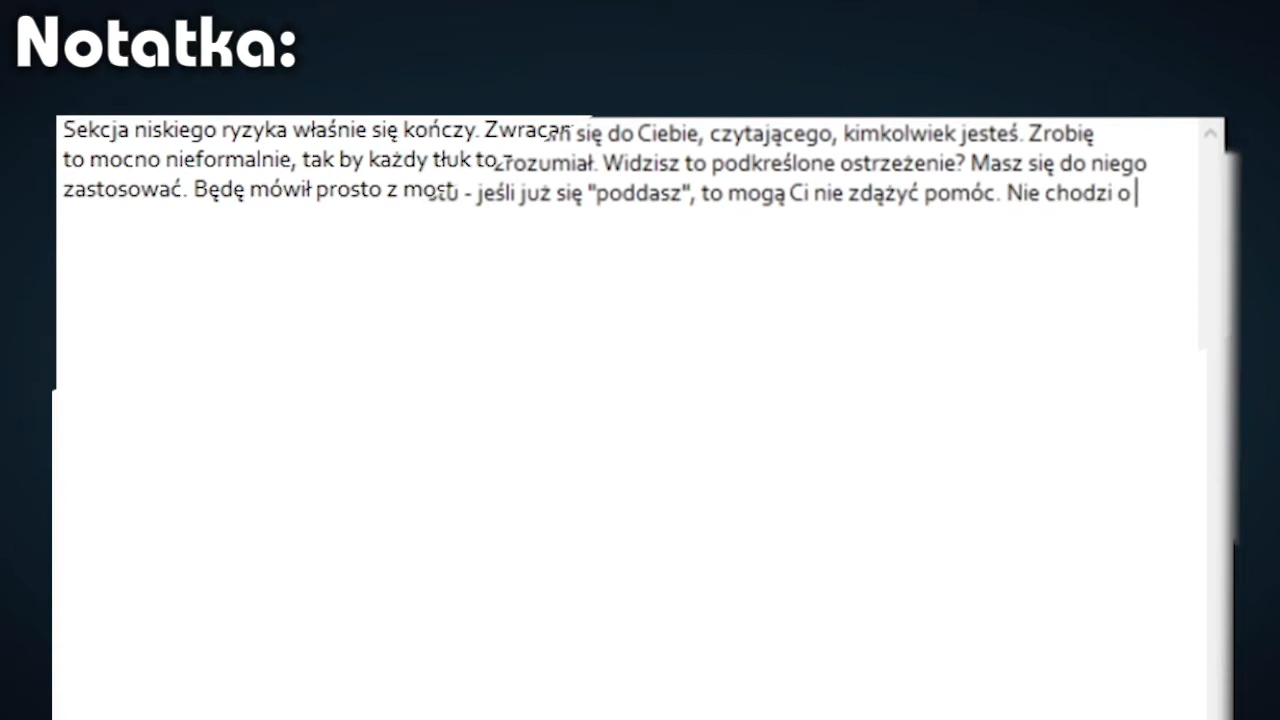 Notatka:
Sekcja niskiego ryzyka właśnie się kończy. Zwracam się do Ciebie, czytającego, kimkolwiek jesteś. Zrobię
to mocno nieformalnie, tak by każdy tłuk to zrozumiał. Widzisz to podkreślone ostrzeżenie? Masz się do niego
zastosować. Będę mówił prosto z mostu - jeśli już się "poddasz", to mogą Ci nie zdążyć pomóc. Nie chodzi o